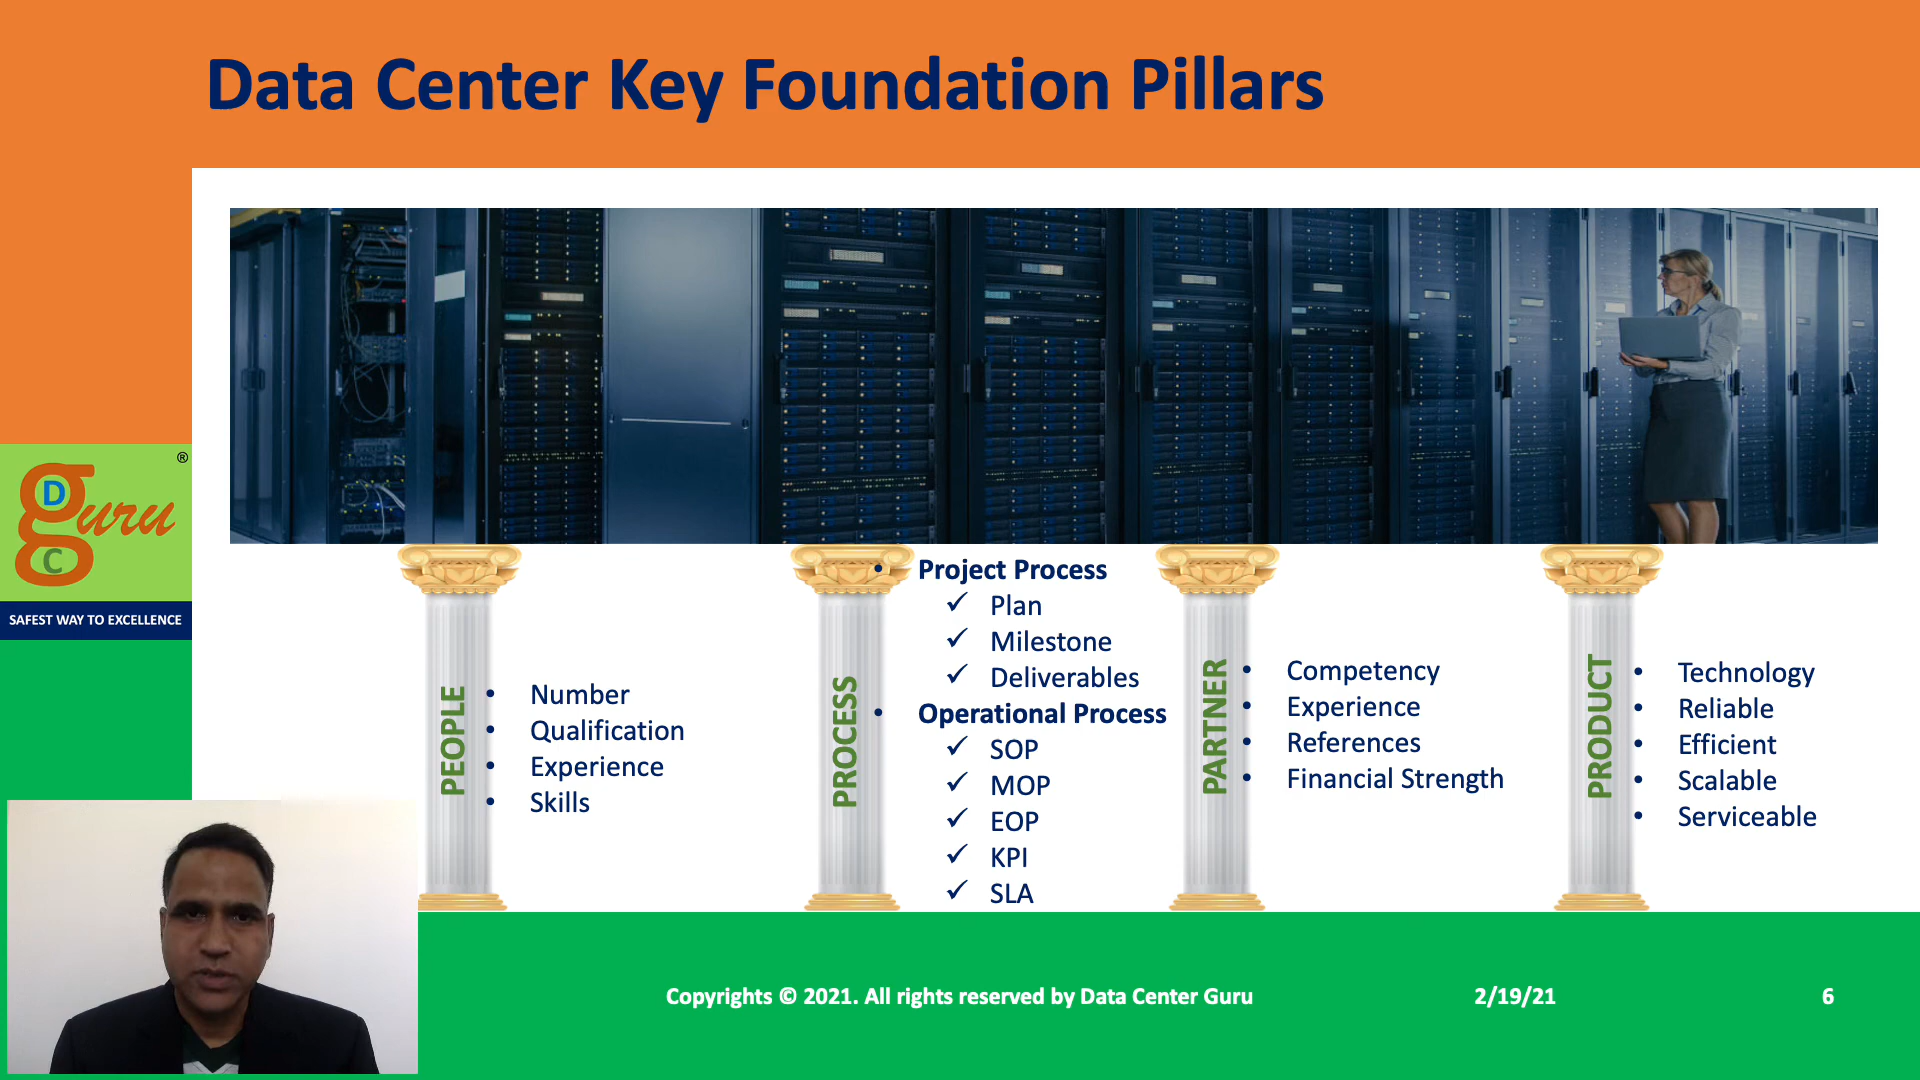 Data Center Key Foundation Pillars
®
D
guru
C
SAFEST WAY TO EXCELLENCE
PEOPLE
• Number
• Qualification
• Experience
• Skills
PROCESS
• Project Process
✓ Plan
✓ Milestone
✓ Deliverables
• Operational Process
✓ SOP
✓ MOP
✓ EOP
✓ KPI
✓ SLA
PARTNER
• Competency
• Experience
• References
• Financial Strength
PRODUCT
• Technology
• Reliable
• Efficient
• Scalable
• Serviceable
Copyrights © 2021. All rights reserved by Data Center Guru
2/19/21
6